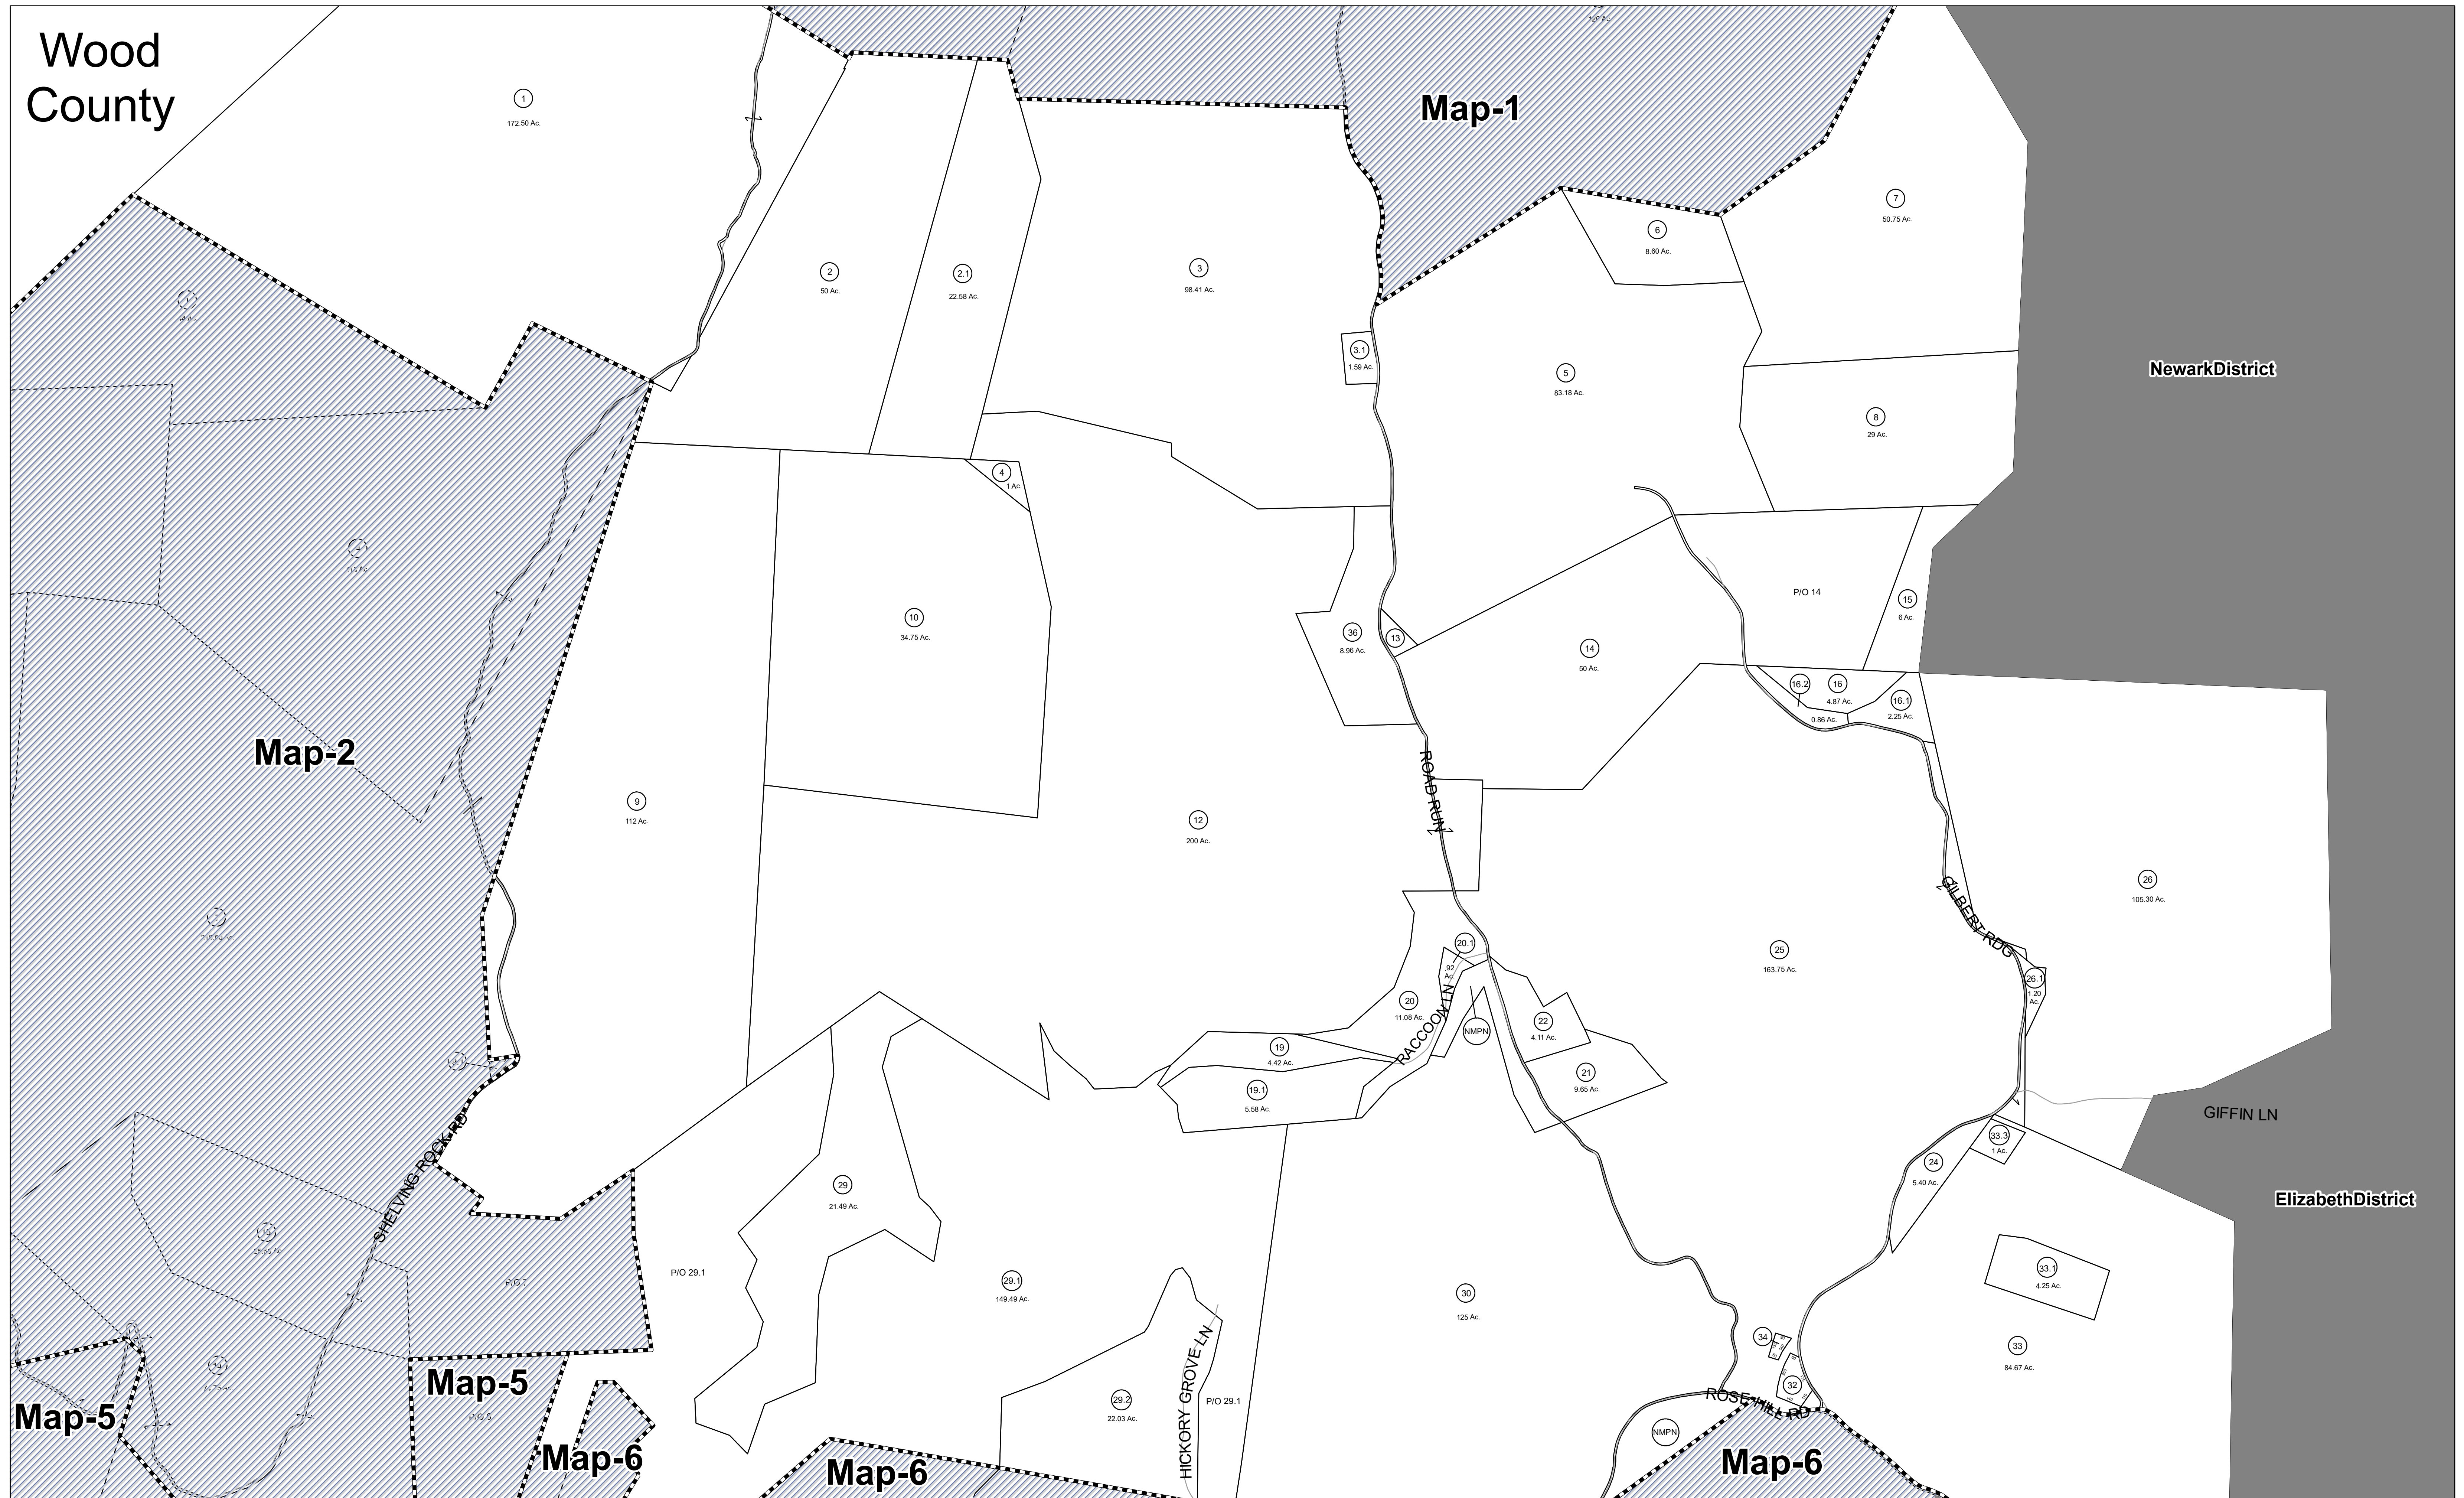 Wood
County
Map-1
1
172.50 Ac.
2
50 Ac.
2.1
22.58 Ac.
3
98.41 Ac.
3.1
1.59 Ac.
6
8.60 Ac.
7
50.75 Ac.
5
83.18 Ac.
8
29 Ac.
NewarkDistrict
4
1 Ac.
10
34.75 Ac.
36
8.96 Ac.
13
14
50 Ac.
P/O 14
15
6 Ac.
16.2
16
4.87 Ac.
0.86 Ac.
16.1
2.25 Ac.
Map-2
9
112 Ac.
12
200 Ac.
ROAD RUN
GILBERT RDG
26
105.30 Ac.
25
163.75 Ac.
26.1
1.20
Ac.
20.1
.92
Ac.
20
11.08 Ac.
RACCOON LN
NMPN
22
4.11 Ac.
21
9.65 Ac.
19
4.42 Ac.
19.1
5.58 Ac.
GIFFIN LN
33.3
1 Ac.
24
5.40 Ac.
ElizabethDistrict
SHELVING ROCK RD
29
21.49 Ac.
P/O 29.1
29.1
149.49 Ac.
30
125 Ac.
33.1
4.25 Ac.
33
84.67 Ac.
34
32
ROSE HILL RD
NMPN
29.2
22.03 Ac.
HICKORY GROVE LN
P/O 29.1
Map-5
Map-5
Map-6
Map-6
Map-6